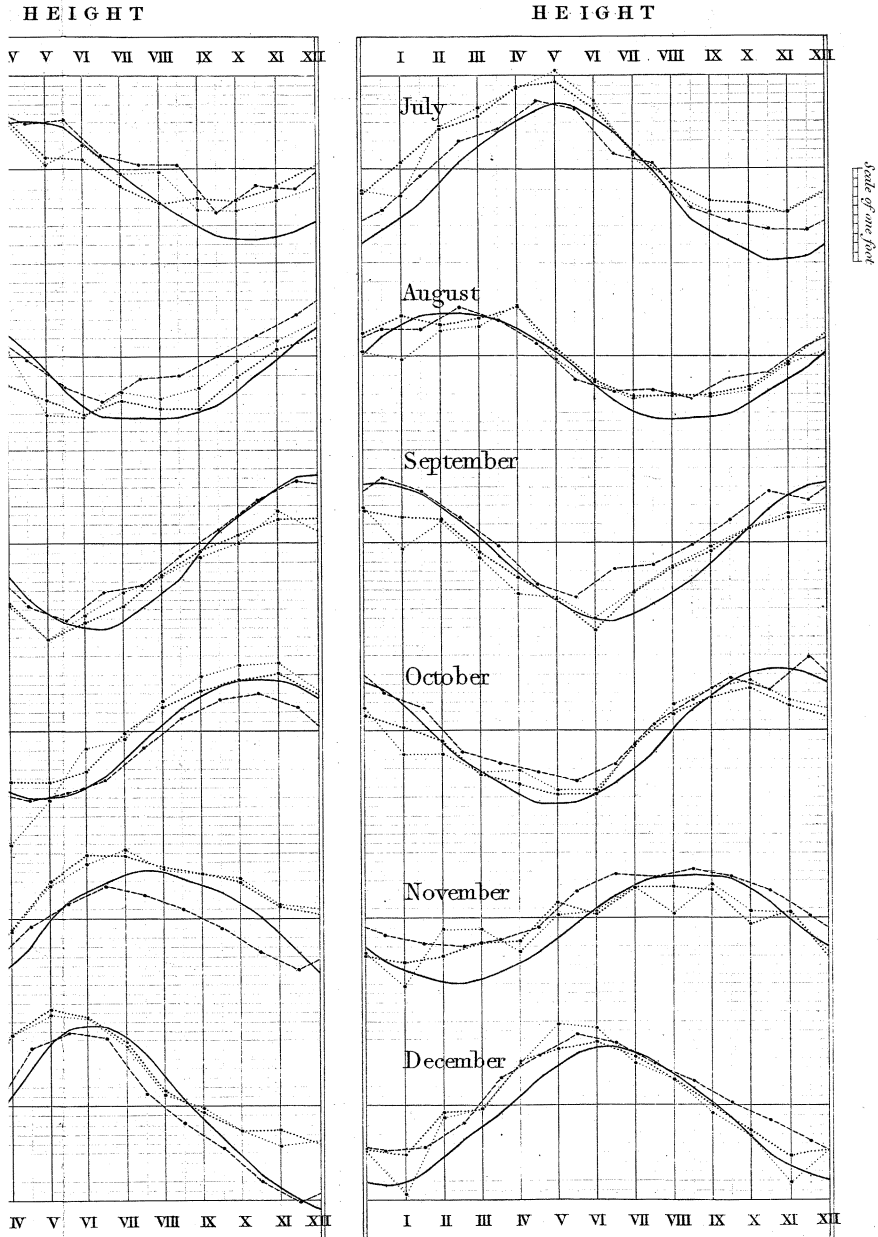 HEIGHT
HEIGHT
V V VI VII VIII IX X XI XII
I II III IV V VI VII VIII IX X XI XII
July
Scale of one foot
August
September
October
November
December
IV V VI VII VIII IX X XI XII
I II III IV V VI VII VIII IX X XI XII